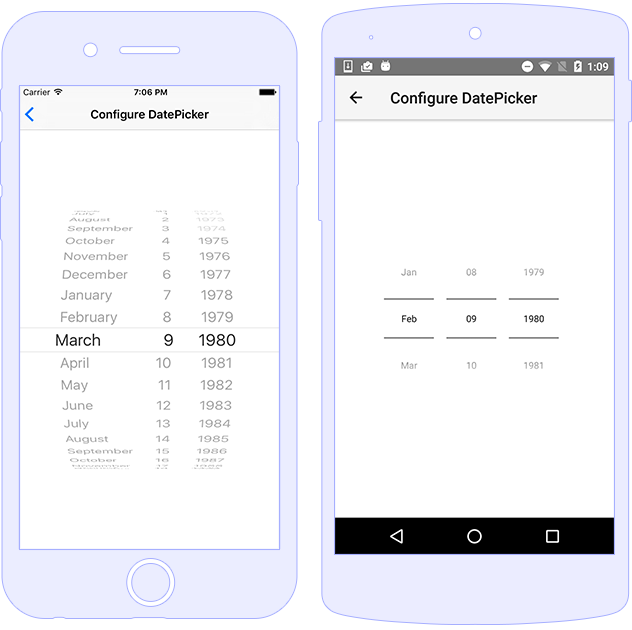 Carrier 7:06 PM
Configure DatePicker
July 1
August 2 1973
September 3 1974
October 4 1975
November 5 1976
December 6 1977
January 7 1978
February 8 1979
March 9 1980
April 10 1981
May 11 1982
June 12 1983
July 13 1984
August 14 1985
September 15 1986
October 16 1987
November 17 1988
1:09
Configure DatePicker
Jan 08 1979
Feb 09 1980
Mar 10 1981